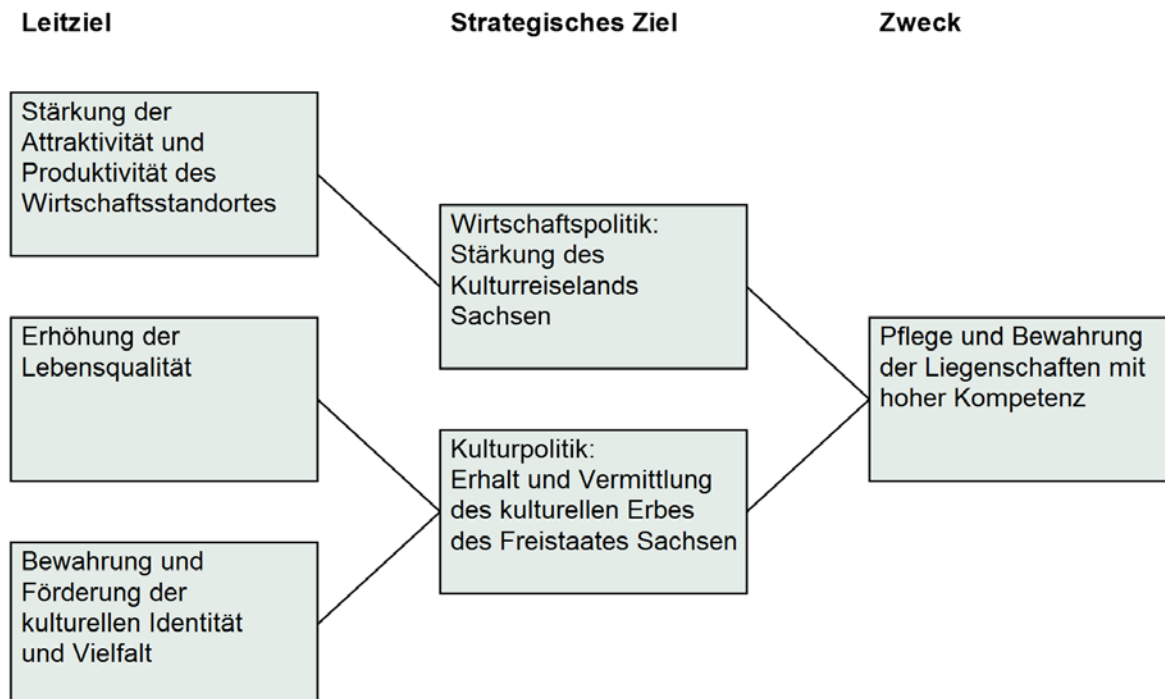 Leitziel
Strategisches Ziel
Zweck
Stärkung der
Attraktivität und
Produktivität des
Wirtschaftsstandortes
Erhöhung der
Lebensqualität
Bewahrung und
Förderung der
kulturellen Identität
und Vielfalt
Wirtschaftspolitik:
Stärkung des
Kulturreiselands
Sachsen
Kulturpolitik:
Erhalt und Vermittlung
des kulturellen Erbes
des Freistaates Sachsen
Pflege und Bewahrung
der Liegenschaften mit
hoher Kompetenz